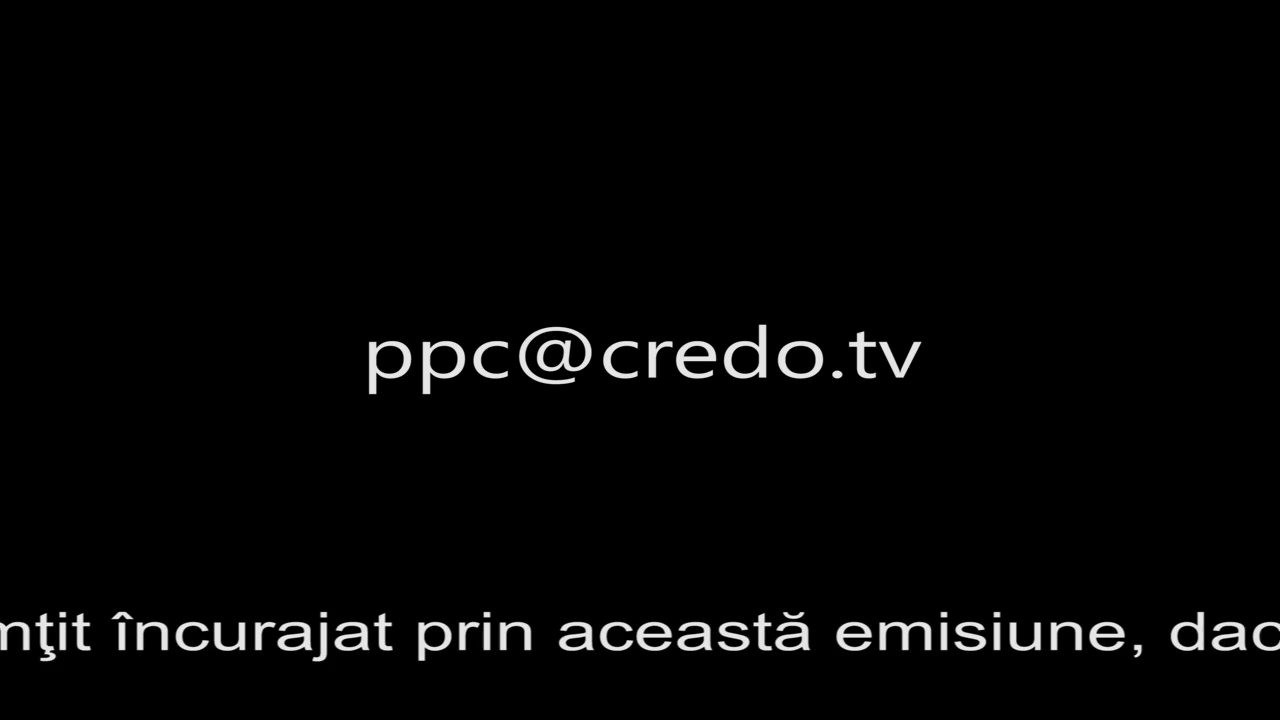 ppc@credo.tv
mţit încurajat prin această emisiune, dac